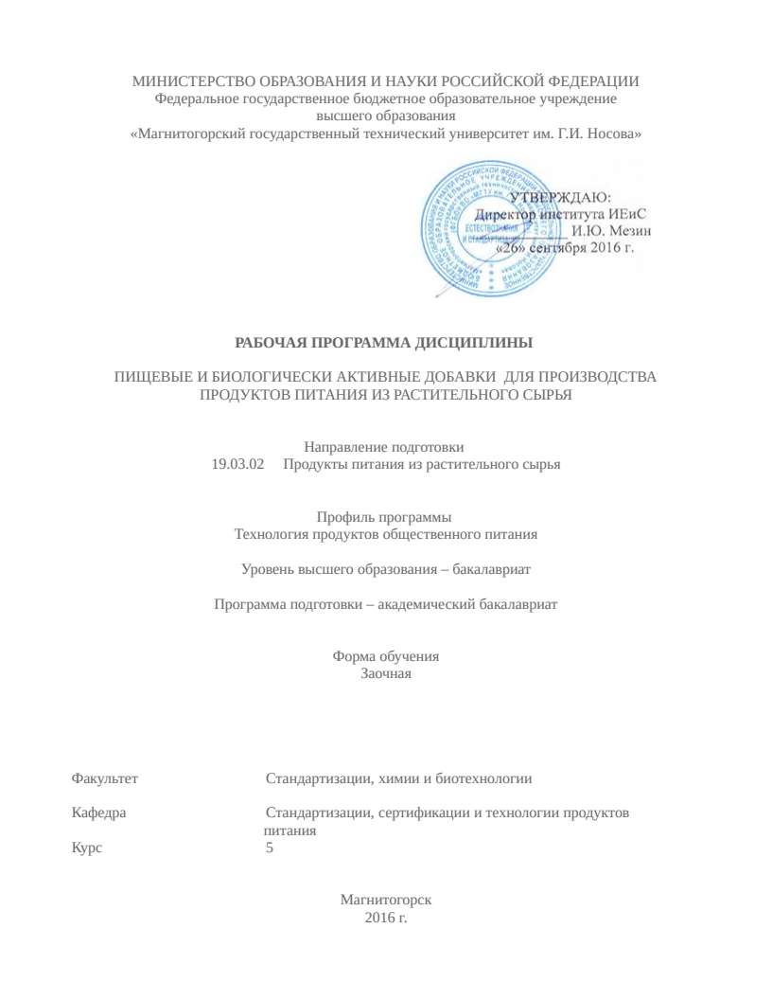 МИНИСТЕРСТВО ОБРАЗОВАНИЯ И НАУКИ РОССИЙСКОЙ ФЕДЕРАЦИИ
Федеральное государственное бюджетное образовательное учреждение
высшего образования
«Магнитогорский государственный технический университет им. Г.И. Носова»
УТВЕРЖДАЮ:
Директор института ИЕиС
И.Ю. Мезин
«26» сентября 2016 г.
ЕСТЕСТВОЗНАНИЯ
И СТАНДАРТИЗАЦИИ
РАБОЧАЯ ПРОГРАММА ДИСЦИПЛИНЫ
ПИЩЕВЫЕ И БИОЛОГИЧЕСКИ АКТИВНЫЕ ДОБАВКИ  ДЛЯ ПРОИЗВОДСТВА
ПРОДУКТОВ ПИТАНИЯ ИЗ РАСТИТЕЛЬНОГО СЫРЬЯ
Направление подготовки
19.03.02     Продукты питания из растительного сырья
Профиль программы
Технология продуктов общественного питания
Уровень высшего образования – бакалавриат
Программа подготовки – академический бакалавриат
Форма обучения
Заочная
Факультет Стандартизации, химии и биотехнологии
Кафедра Стандартизации, сертификации и технологии продуктов
питания
Курс 5
Магнитогорск
2016 г.